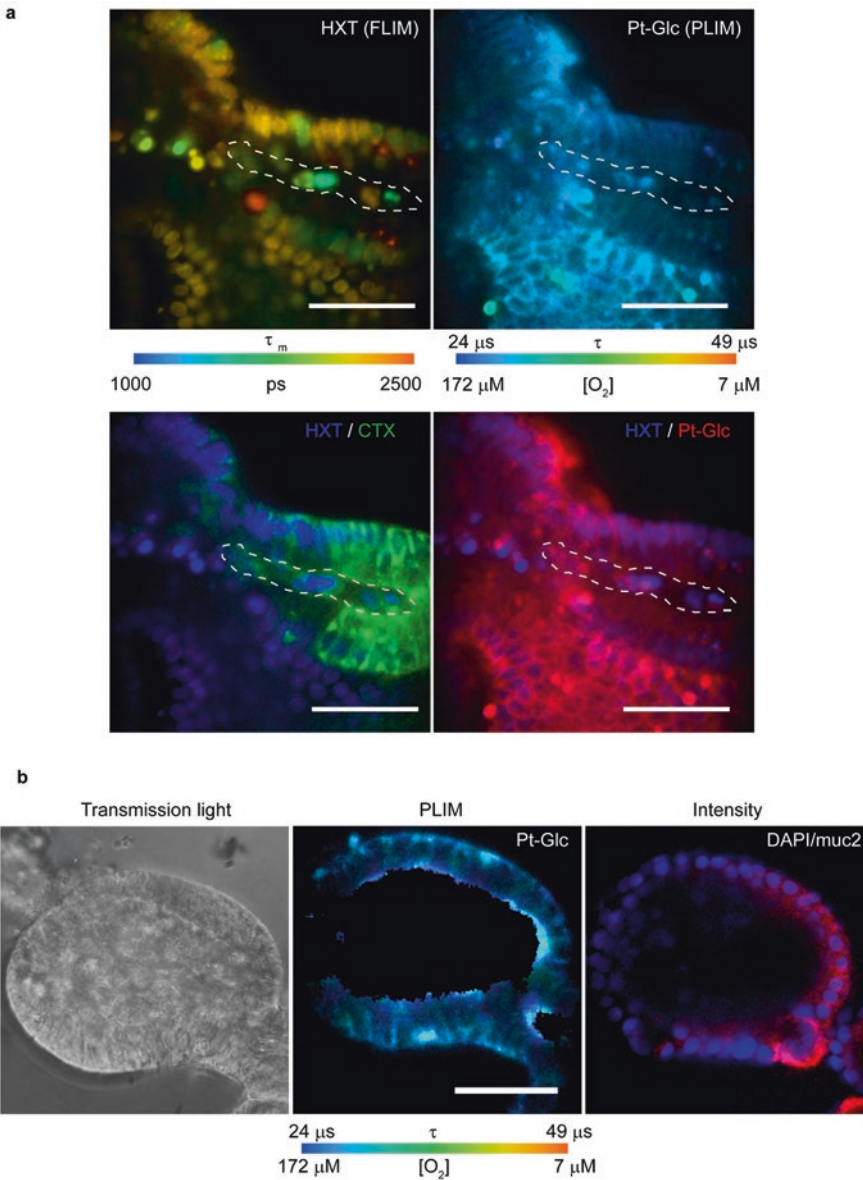 a
HXT (FLIM)
Pt-Glc (PLIM)
τm
1000 ps 2500
24 µs τ 49 µs
172 µM [O2] 7 µM
HXT / CTX
HXT / Pt-Glc
b
Transmission light
PLIM
Intensity
Pt-Glc
DAPI/muc2
24 µs τ 49 µs
172 µM [O2] 7 µM